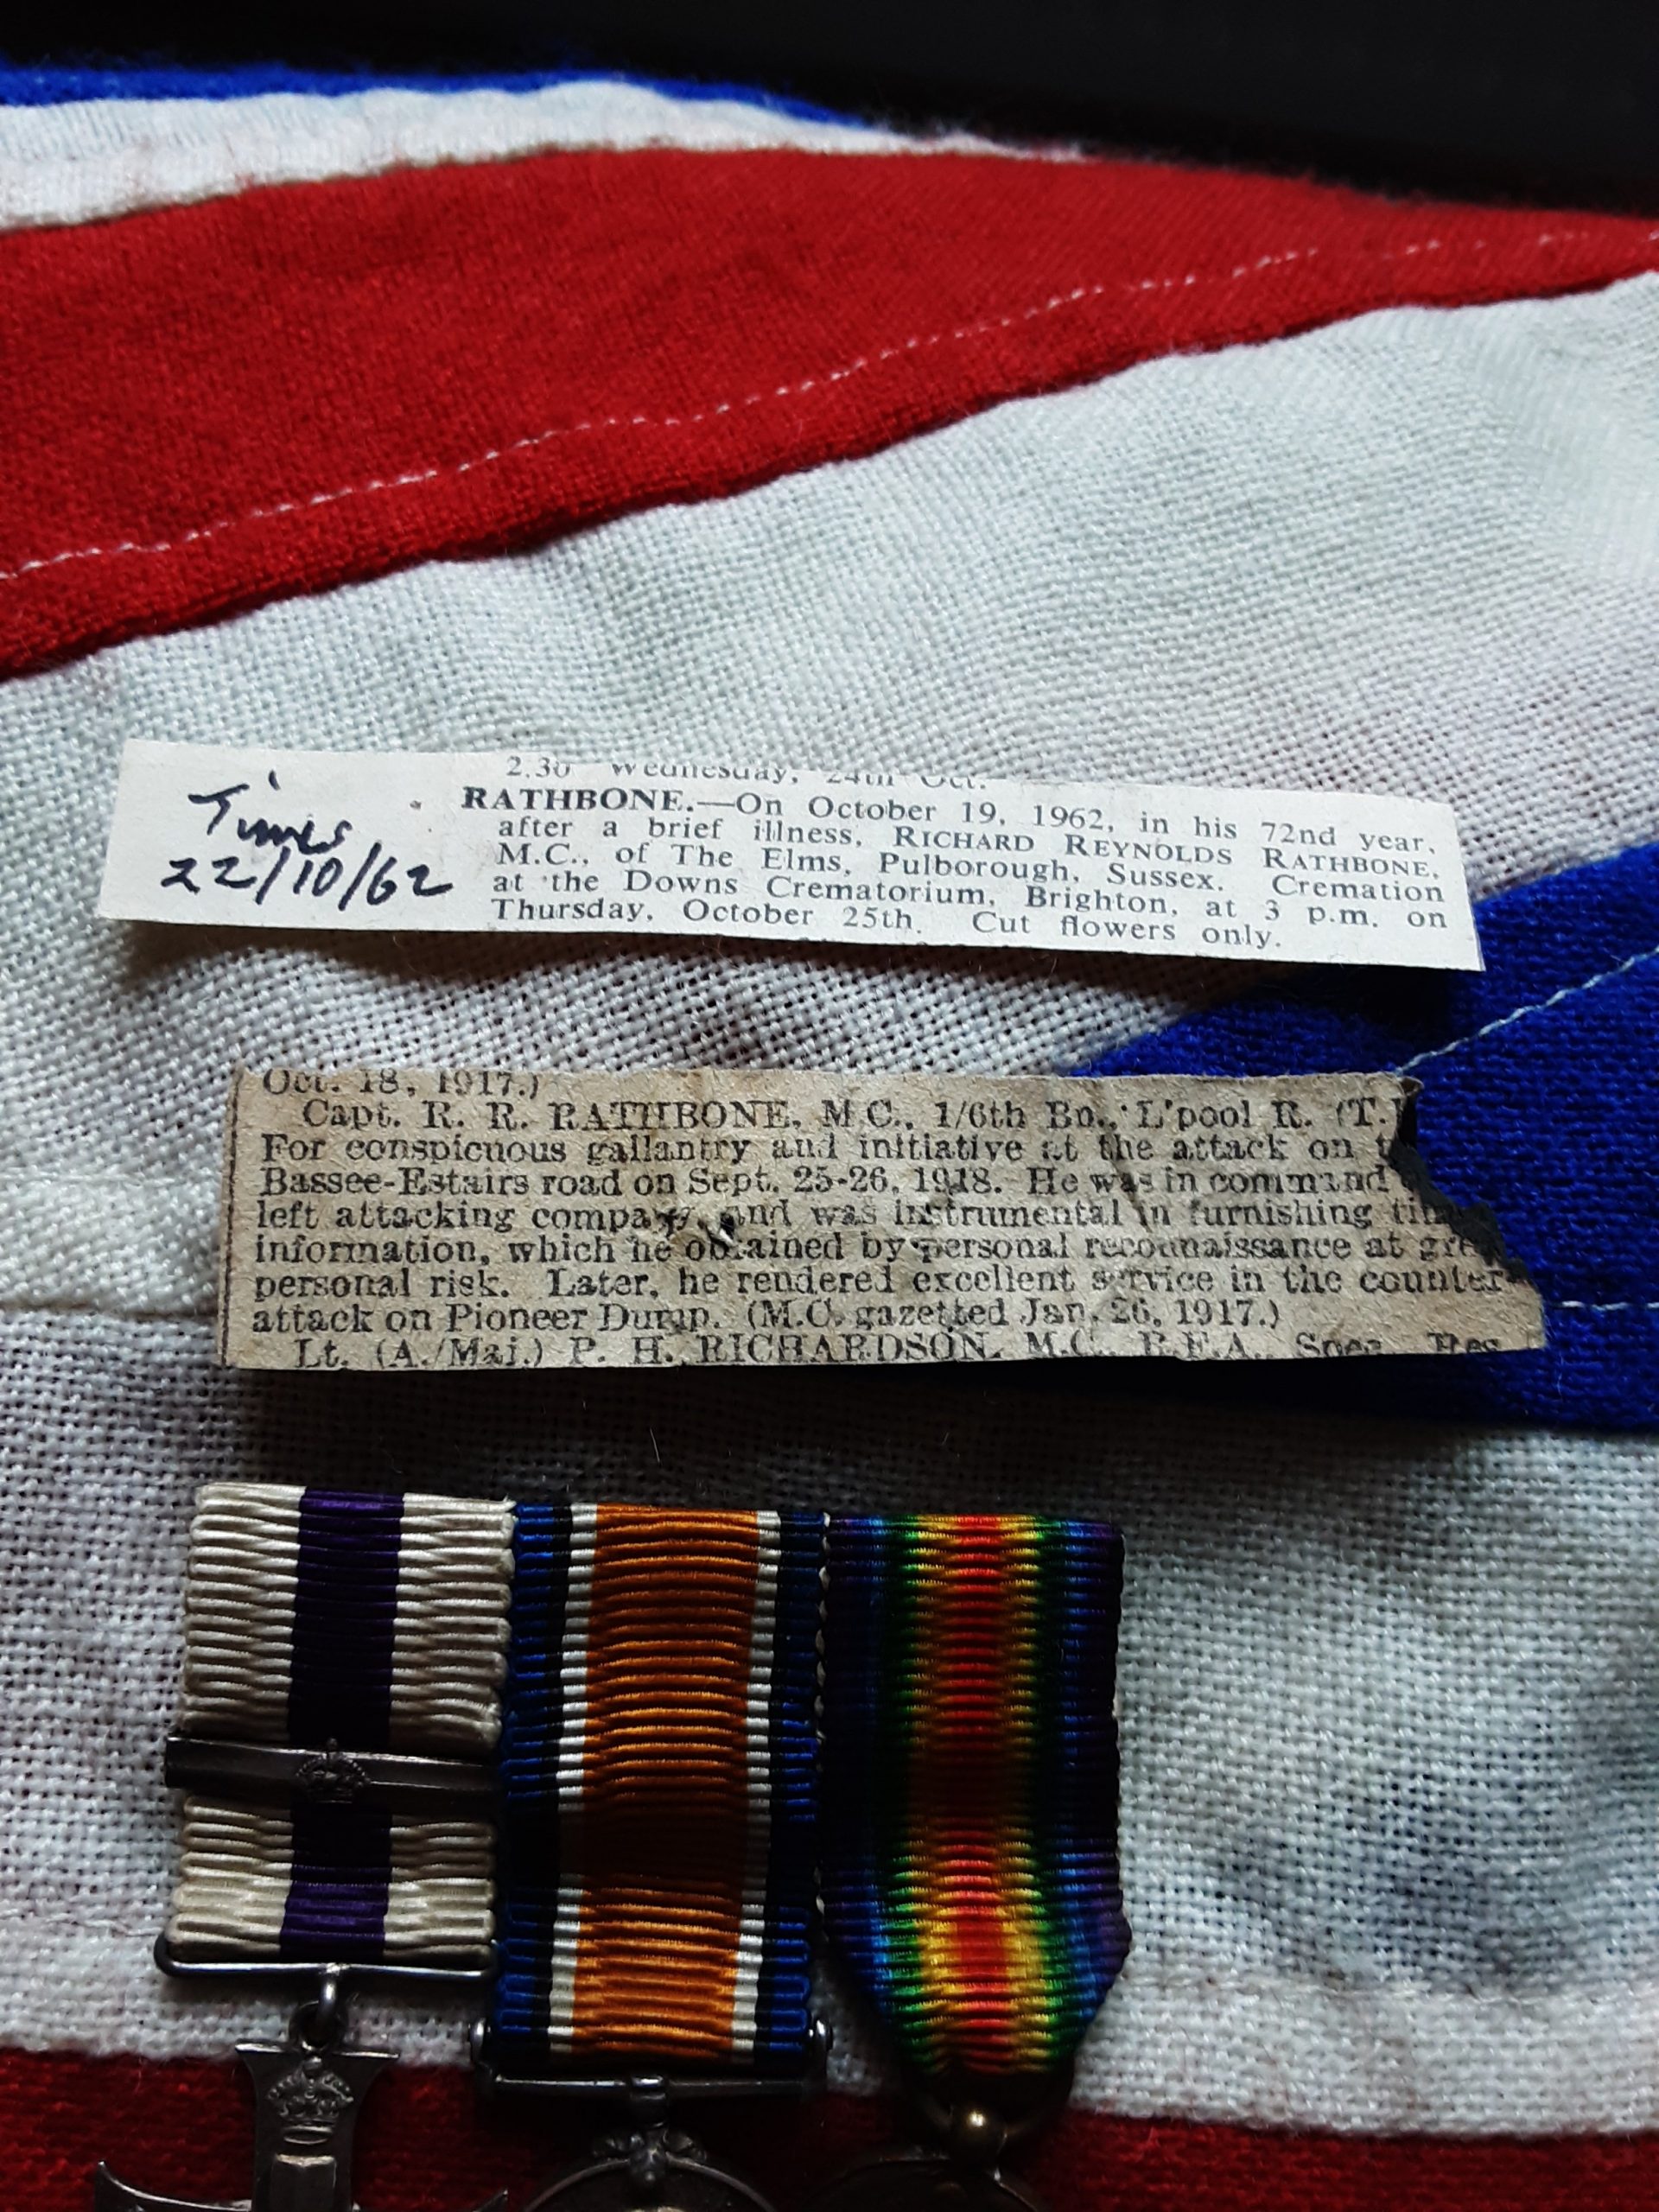 Times
22/10/62
2.30 Wednesday, 24th Oct.
RATHBONE.—On October 19, 1962, in his 72nd year,
after a brief illness, RICHARD REYNOLDS RATHBONE,
M.C., of The Elms, Pulborough, Sussex. Cremation
at the Downs Crematorium, Brighton, at 3 p.m. on
Thursday, October 25th. Cut flowers only.
Oct. 18, 1917.)
Capt. R. R. RATHBONE, M.C., 1/6th Bn., L'pool R. (T.
For conspicuous gallantry and initiative at the attack on
Bassee-Estairs road on Sept. 25-26, 1918. He was in command
left attacking company, and was instrumental in furnishing
information, which he obtained by personal reconnaissance at
personal risk. Later, he rendered excellent service in the counter-
attack on Pioneer Dump. (M.C. gazetted Jan. 26, 1917.)
Lt. (A./Maj.) P. H. RICHARDSON, M.C., R.F.A., Spec. Res.